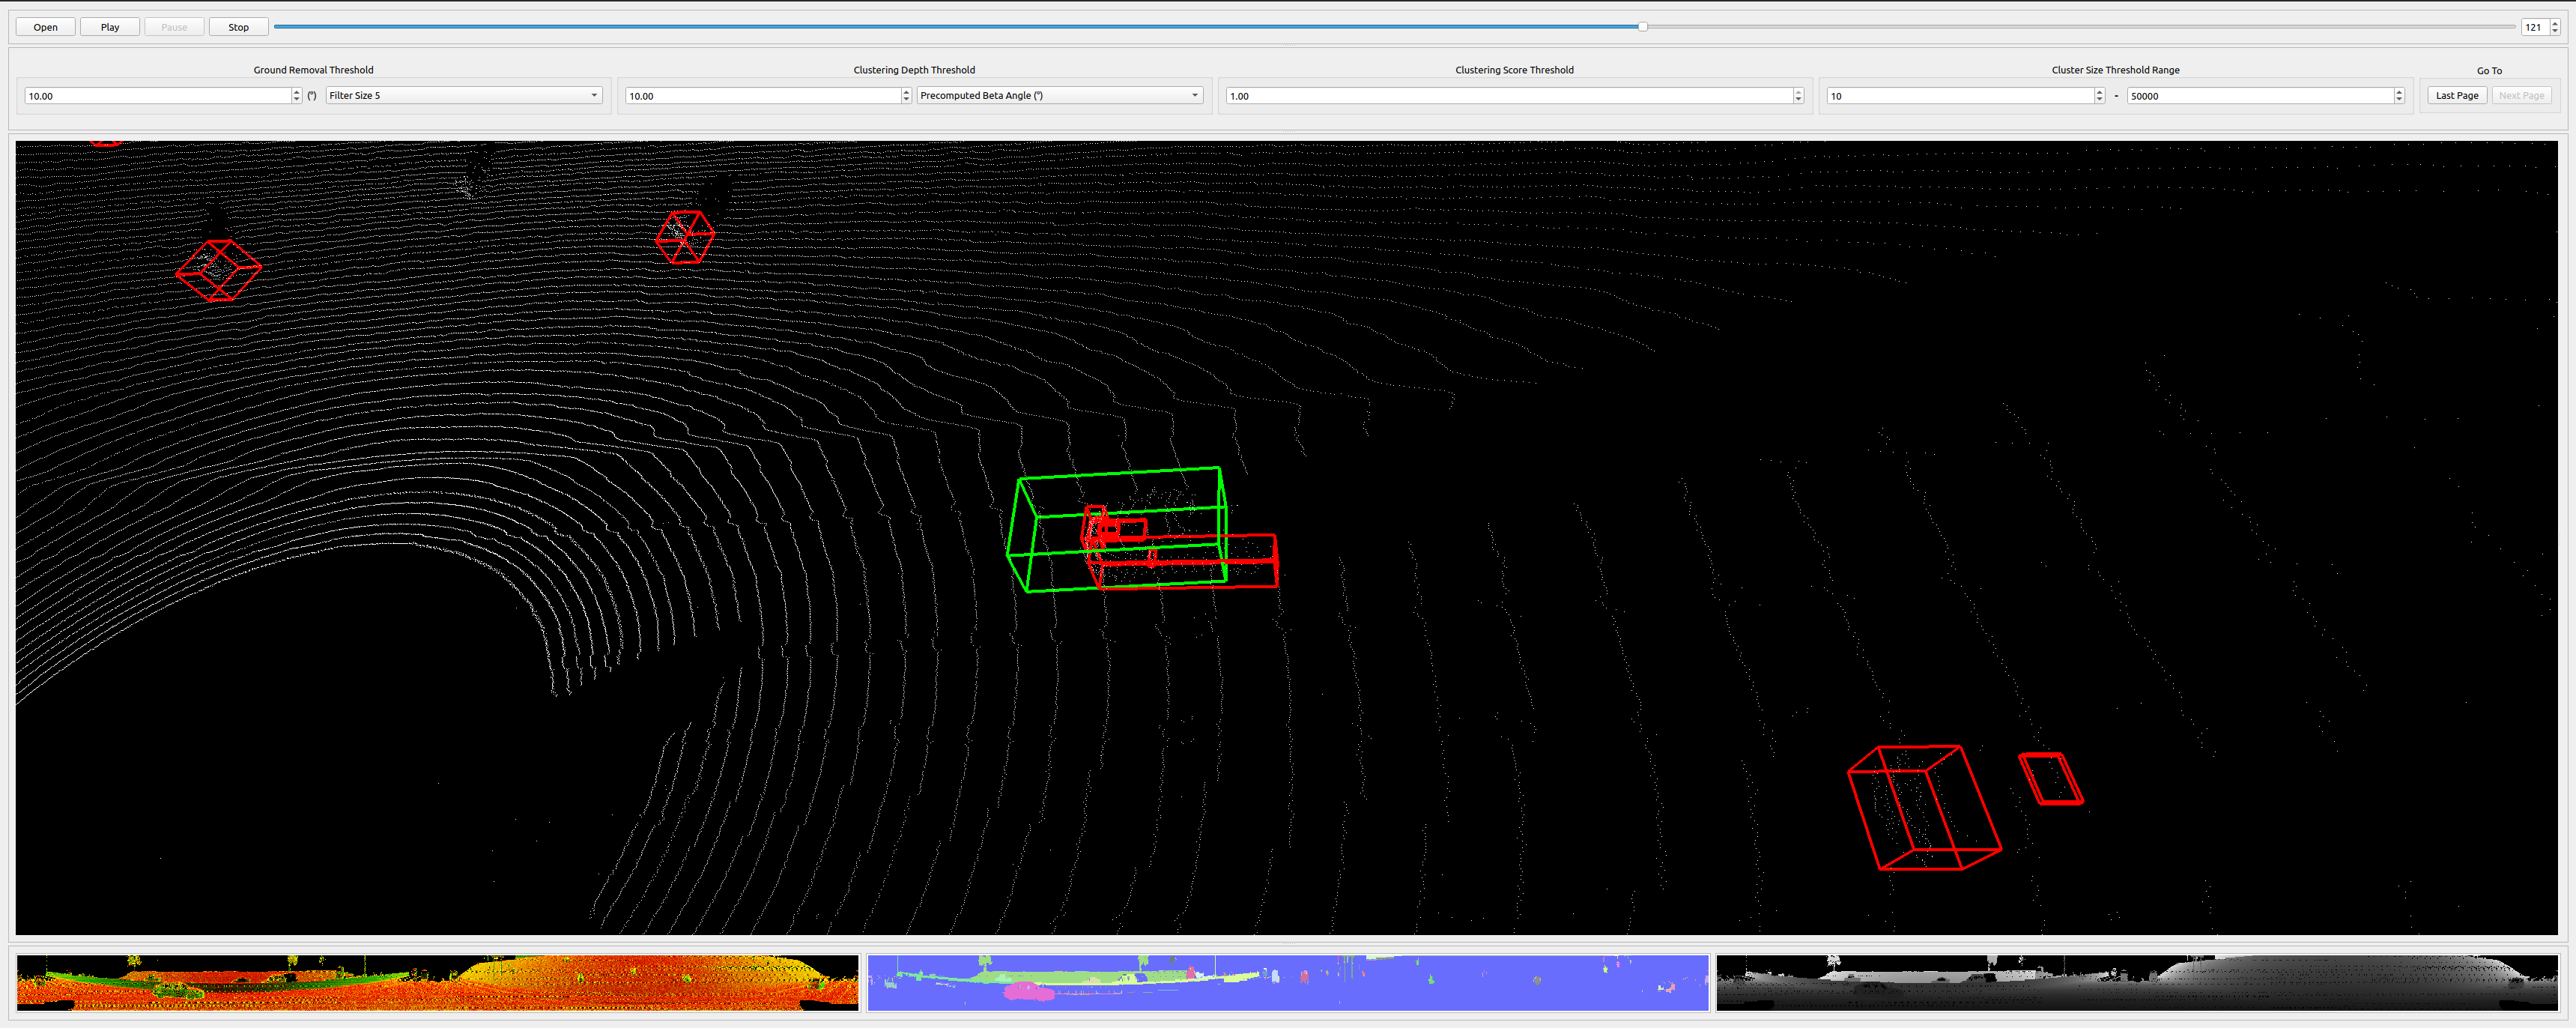 Open Play Pause Stop 121
Ground Removal Threshold Clustering Depth Threshold Clustering Score Threshold Cluster Size Threshold Range Go To
10.00 (°) Filter Size 5 10.00 Precomputed Beta Angle (°) 1.00 10 - 50000 Last Page Next Page